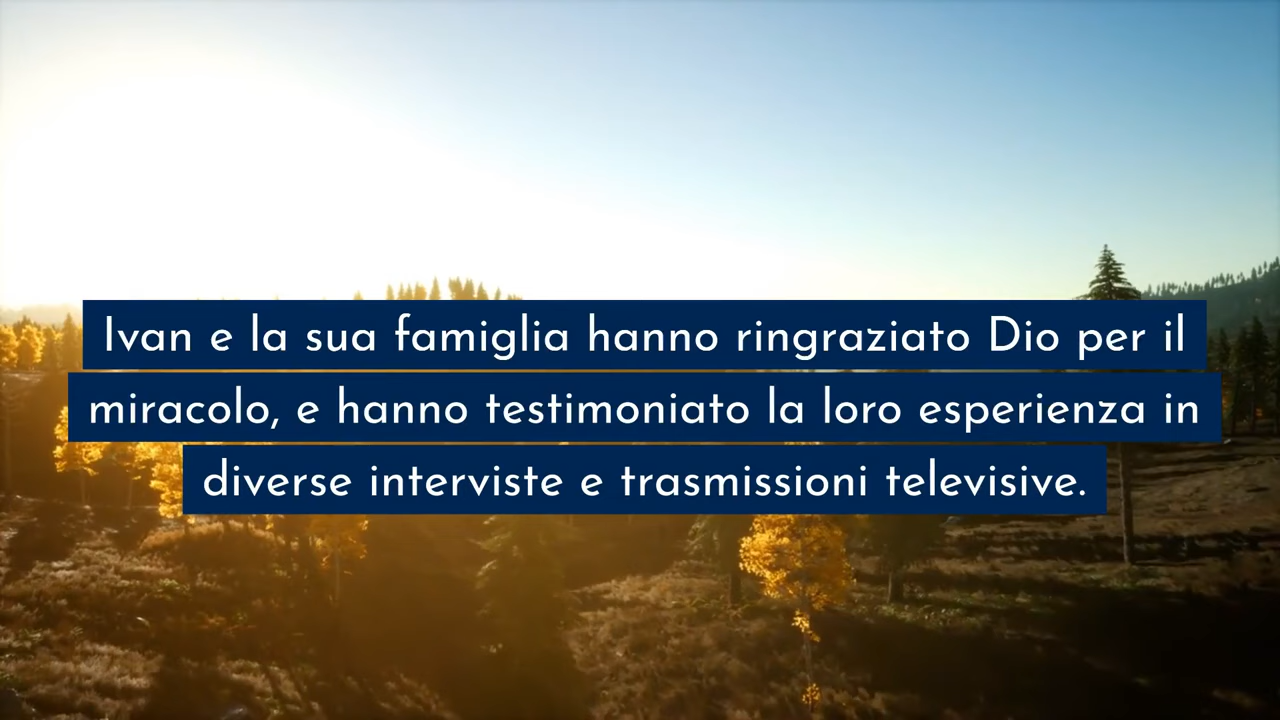 Ivan e la sua famiglia hanno ringraziato Dio per il
miracolo, e hanno testimoniato la loro esperienza in
diverse interviste e trasmissioni televisive.